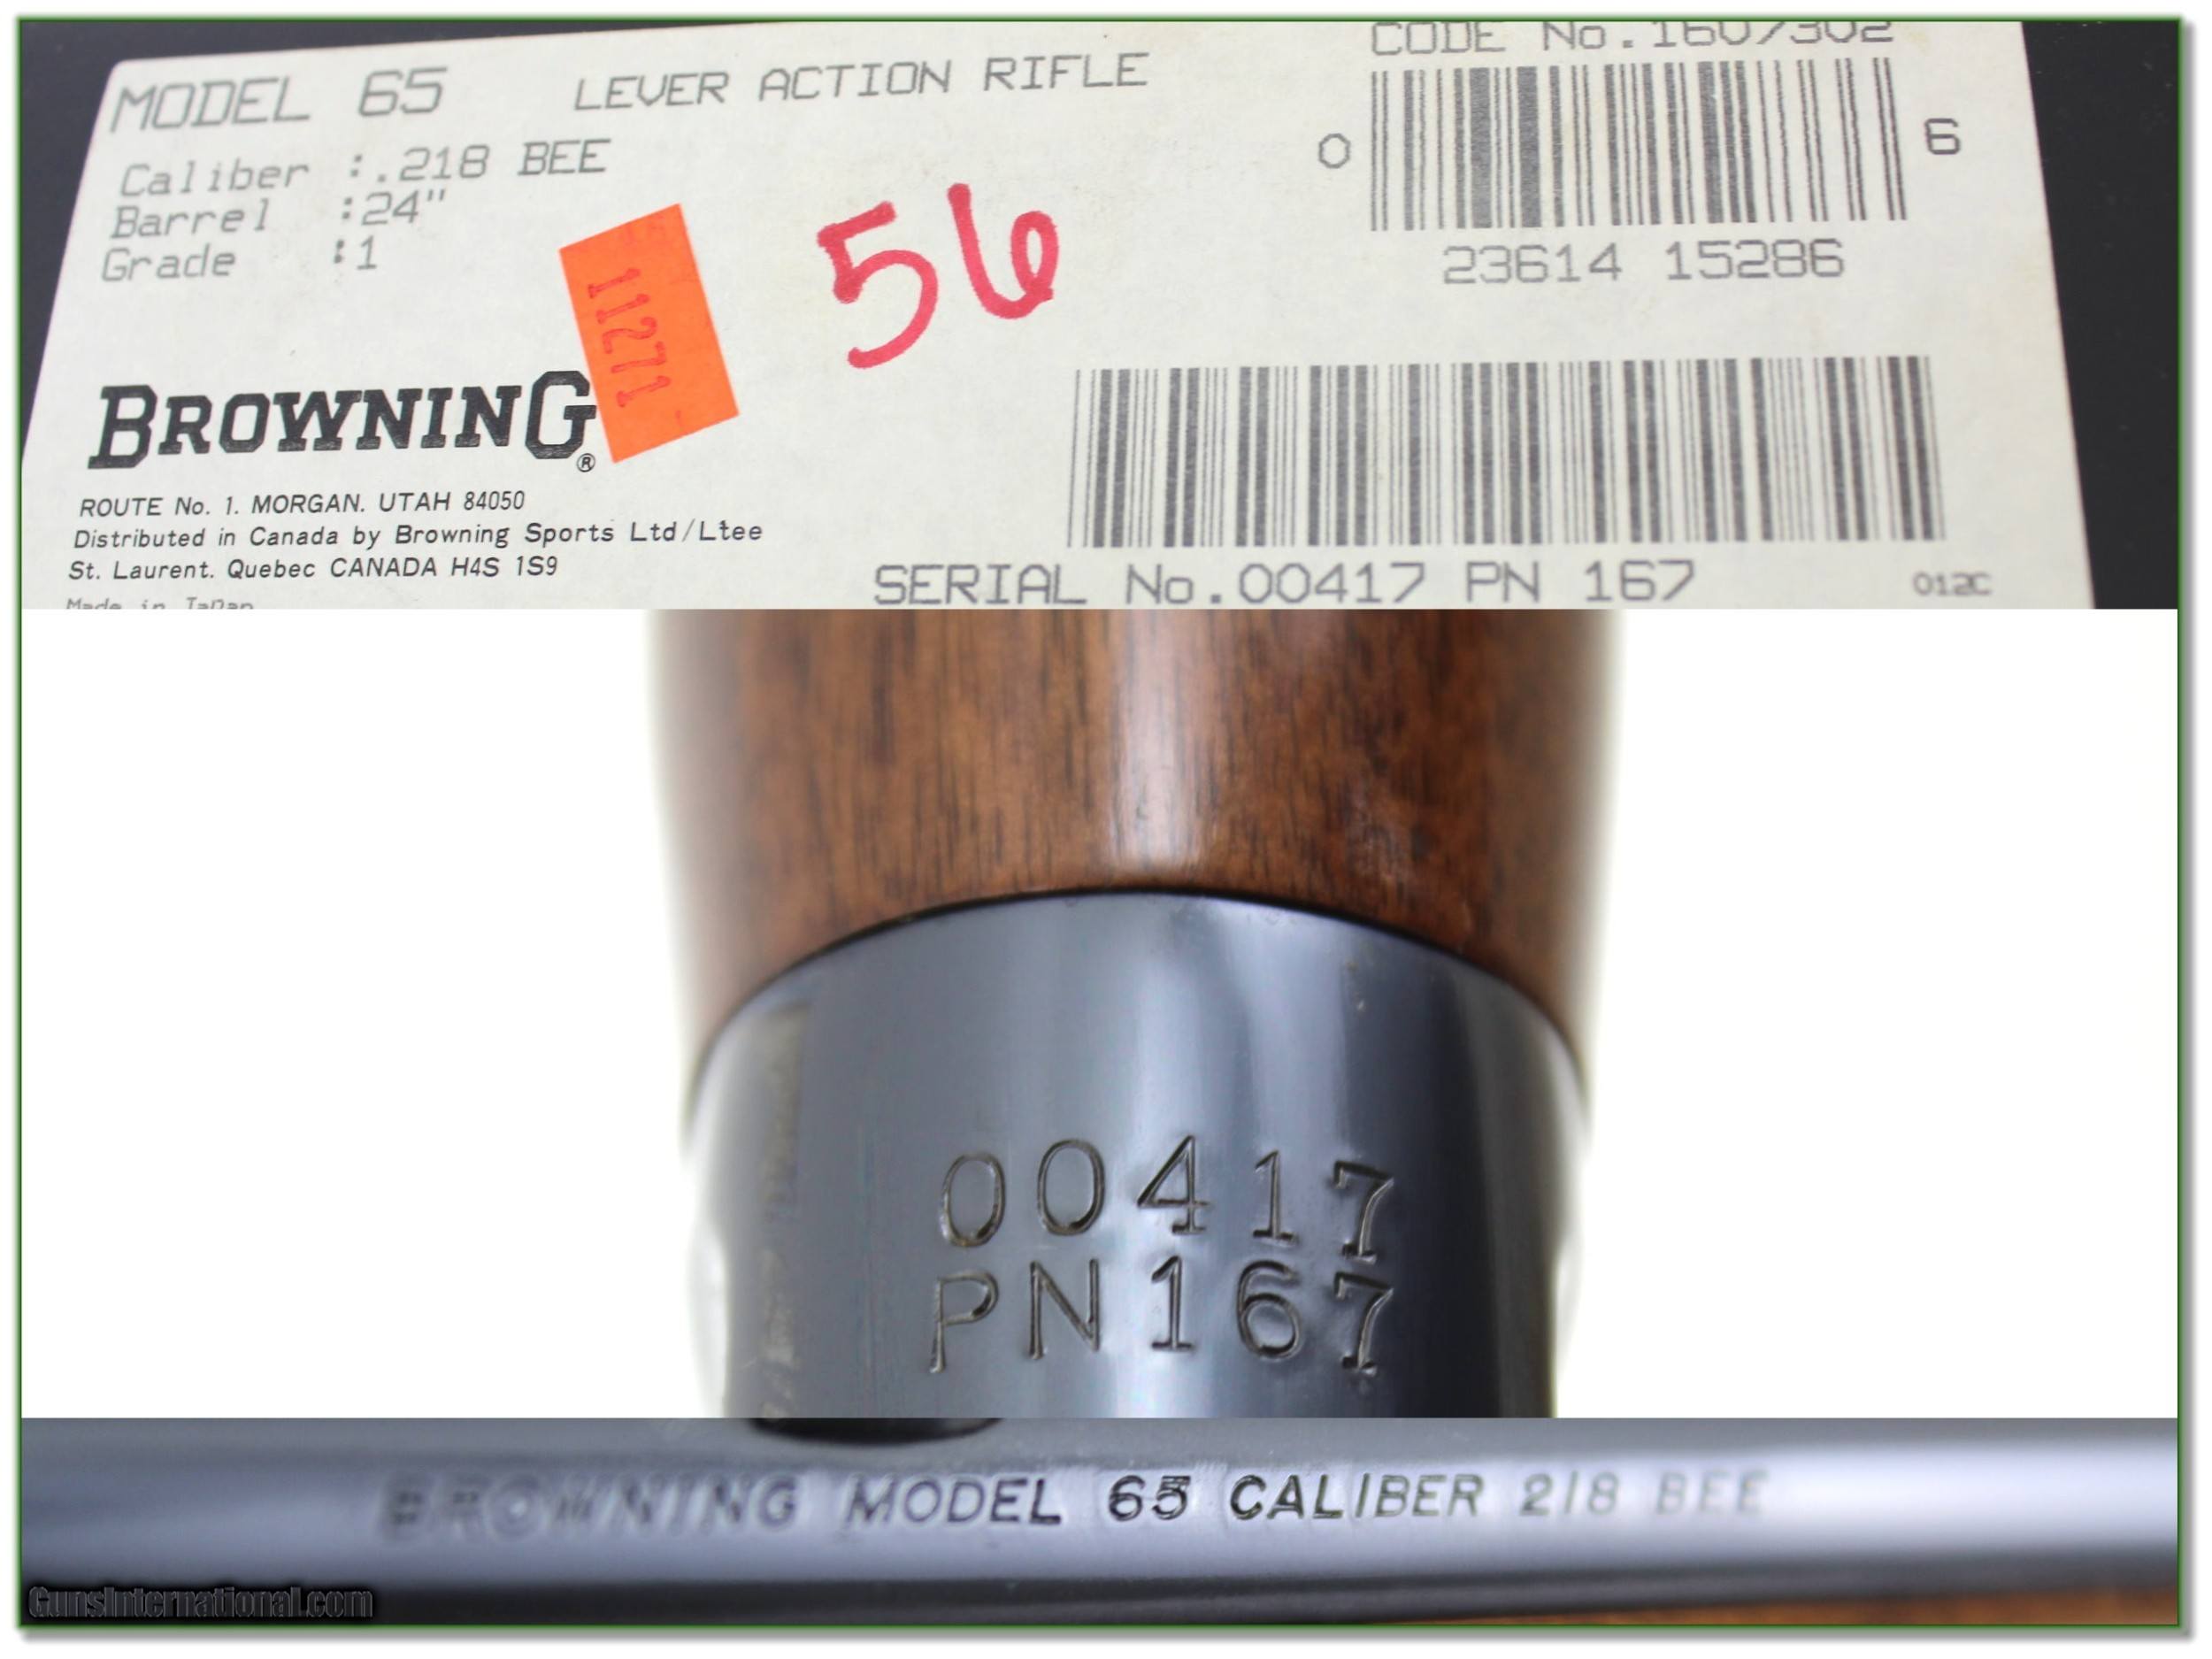 CODE No.1607302
MODEL 65 LEVER ACTION RIFLE
Caliber :.218 BEE
Barrel :24"
Grade :1
0 6
23614 15286
11271
56
BROWNING®
ROUTE No. 1. MORGAN. UTAH 84050
Distributed in Canada by Browning Sports Ltd/Ltee
St. Laurent. Quebec CANADA H4S 1S9
Made in Japan
SERIAL No.00417 PN 167 012C
00417
PN167
BROWNING MODEL 65 CALIBER 218 BEE
GunsInternational.com